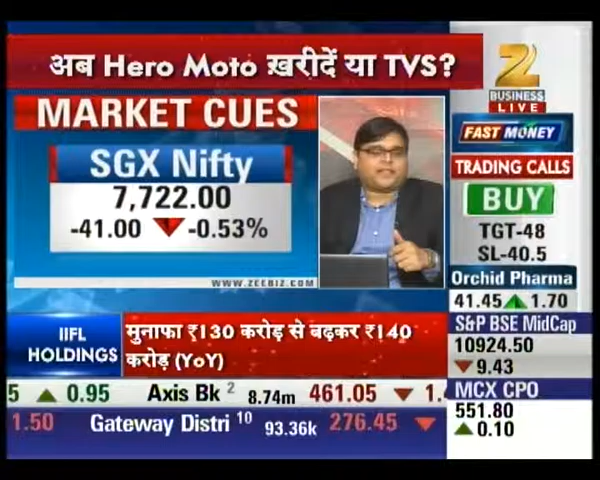 अब Hero Moto ख़रीदें या TVS?
MARKET CUES
SGX Nifty
7,722.00
-41.00 -0.53%
WWW.ZEEBIZ.COM
Z
BUSINESS
LIVE
FAST MONEY
TRADING CALLS
BUY
TGT-48
SL-40.5
Orchid Pharma
41.45 1.70
S&P BSE MidCap
10924.50
9.43
MCX CPO
551.80
0.10
IIFL
HOLDINGS
मुनाफा ₹130 करोड़ से बढ़कर ₹140
करोड़ (YoY)
5 0.95 Axis Bk 2 8.74m 461.05 1.
1.50 Gateway Distri 10 93.36k 276.45